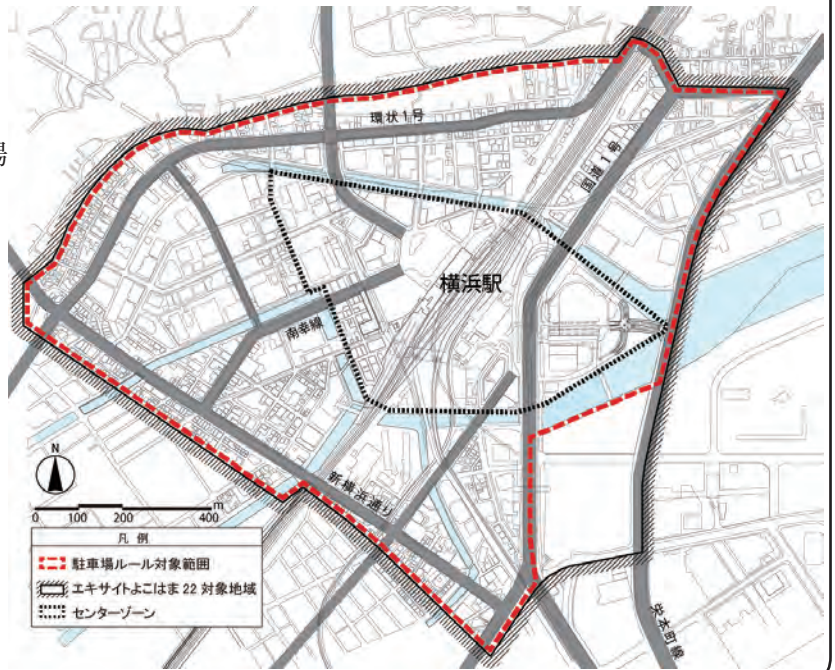 場
環状1号
国道1号
横浜駅
南幸線
新横浜通り
N
0 100 200 400 m
凡 例
駐車場ルール対象範囲
エキサイトよこはま 22 対象地域
センターゾーン
栄本町線